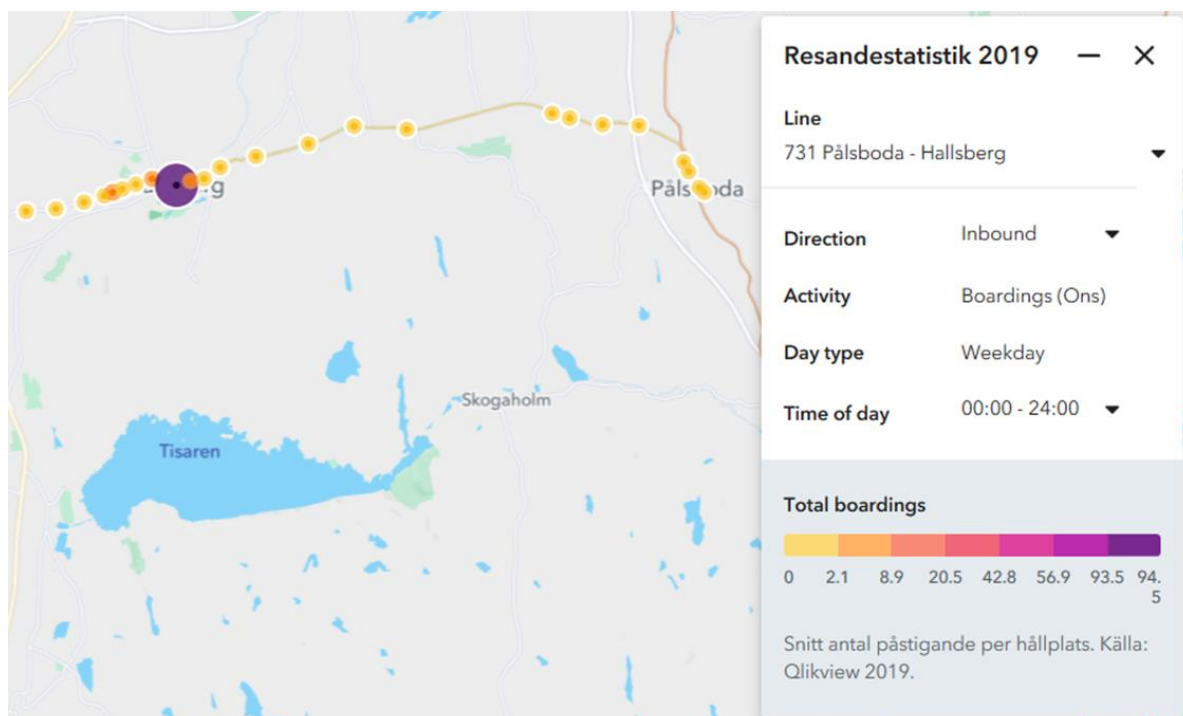 Resandestatistik 2019
Line
731 Pålsboda - Hallsberg
Direction Inbound
Activity Boardings (Ons)
Day type Weekday
Time of day 00:00 - 24:00
Total boardings
0 2.1 8.9 20.5 42.8 56.9 93.5 94.
5
Snitt antal påstigande per hållplats. Källa:
Qlikview 2019.
Pålsboda
Skogaholm
Tisaren